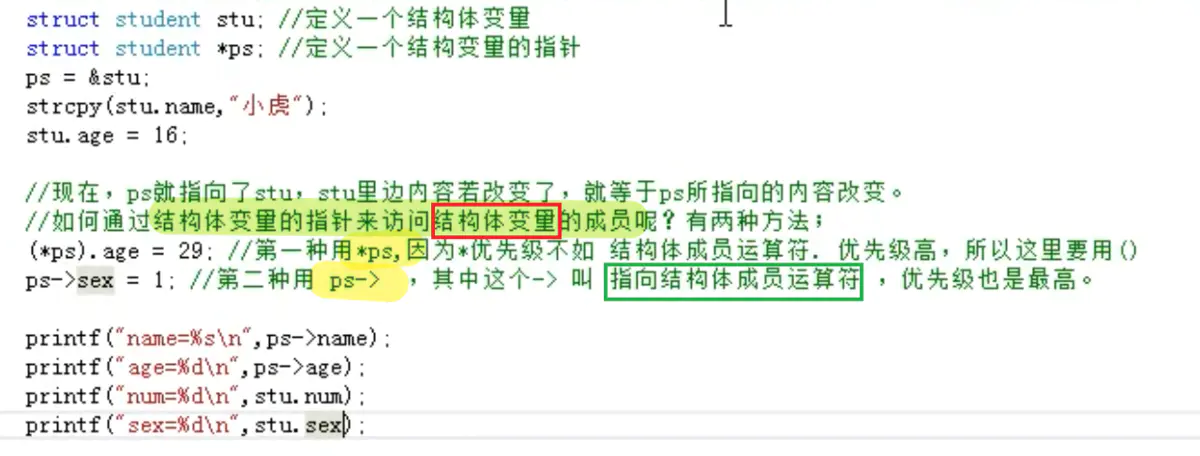 struct student stu; //定义一个结构体变量
struct student *ps; //定义一个结构变量的指针
ps = &stu;
strcpy(stu.name,"小虎");
stu.age = 16;
//现在，ps就指向了stu，stu里边内容若改变了，就等于ps所指向的内容改变。
//如何通过结构体变量的指针来访问结构体变量的成员呢？有两种方法；
(*ps).age = 29; //第一种用*ps,因为*优先级不如 结构体成员运算符. 优先级高，所以这里要用()
ps->sex = 1; //第二种用 ps-> ，其中这个-> 叫 指向结构体成员运算符 ，优先级也是最高。
printf("name=%s\n",ps->name);
printf("age=%d\n",ps->age);
printf("num=%d\n",stu.num);
printf("sex=%d\n",stu.sex);